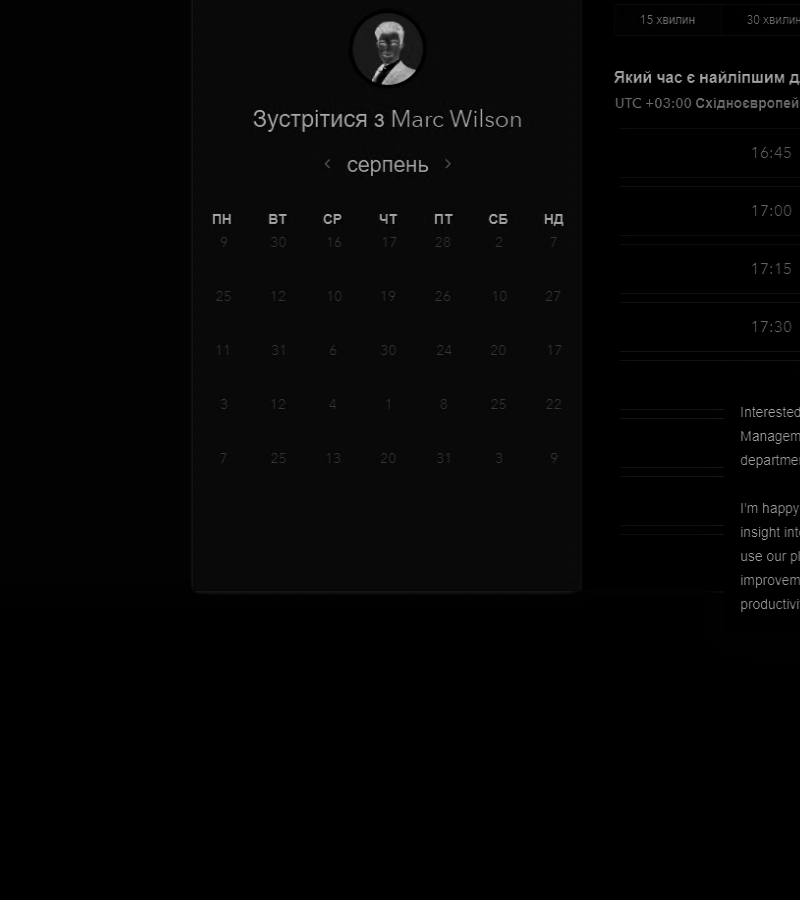 Зустрітися з Marc Wilson
серпень
ПН ВТ СР ЧТ ПТ СБ НД
9 30 16 17 28 2 7
25 12 10 19 26 10 27
11 31 6 30 24 20 17
3 12 4 1 8 25 22
7 25 13 20 31 3 9
15 хвилин 30 хвилин
Який час є найліпшим
UTC +03:00 Східноєвропей
16:45
17:00
17:15
17:30
Interested
Managem
departme
I'm happy
insight int
use our pl
improvem
productivi